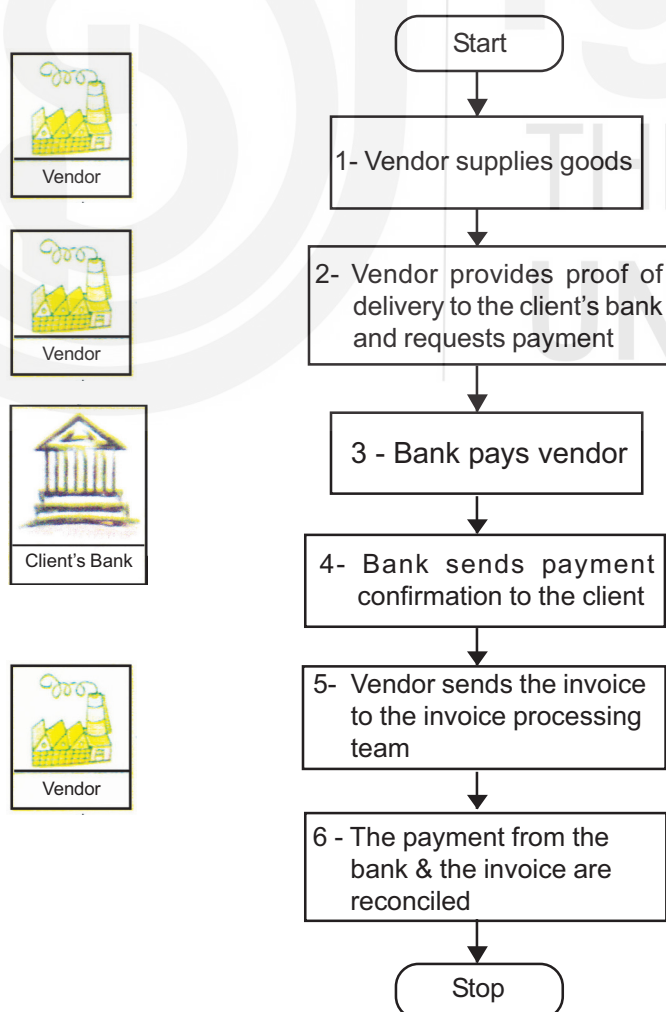 Start
Vendor
1- Vendor supplies goods
THE
UN
Vendor
2- Vendor provides proof of
delivery to the client's bank
and requests payment
Client's Bank
3 - Bank pays vendor
4- Bank sends payment
confirmation to the client
Vendor
5- Vendor sends the invoice
to the invoice processing
team
6 - The payment from the
bank & the invoice are
reconciled
Stop